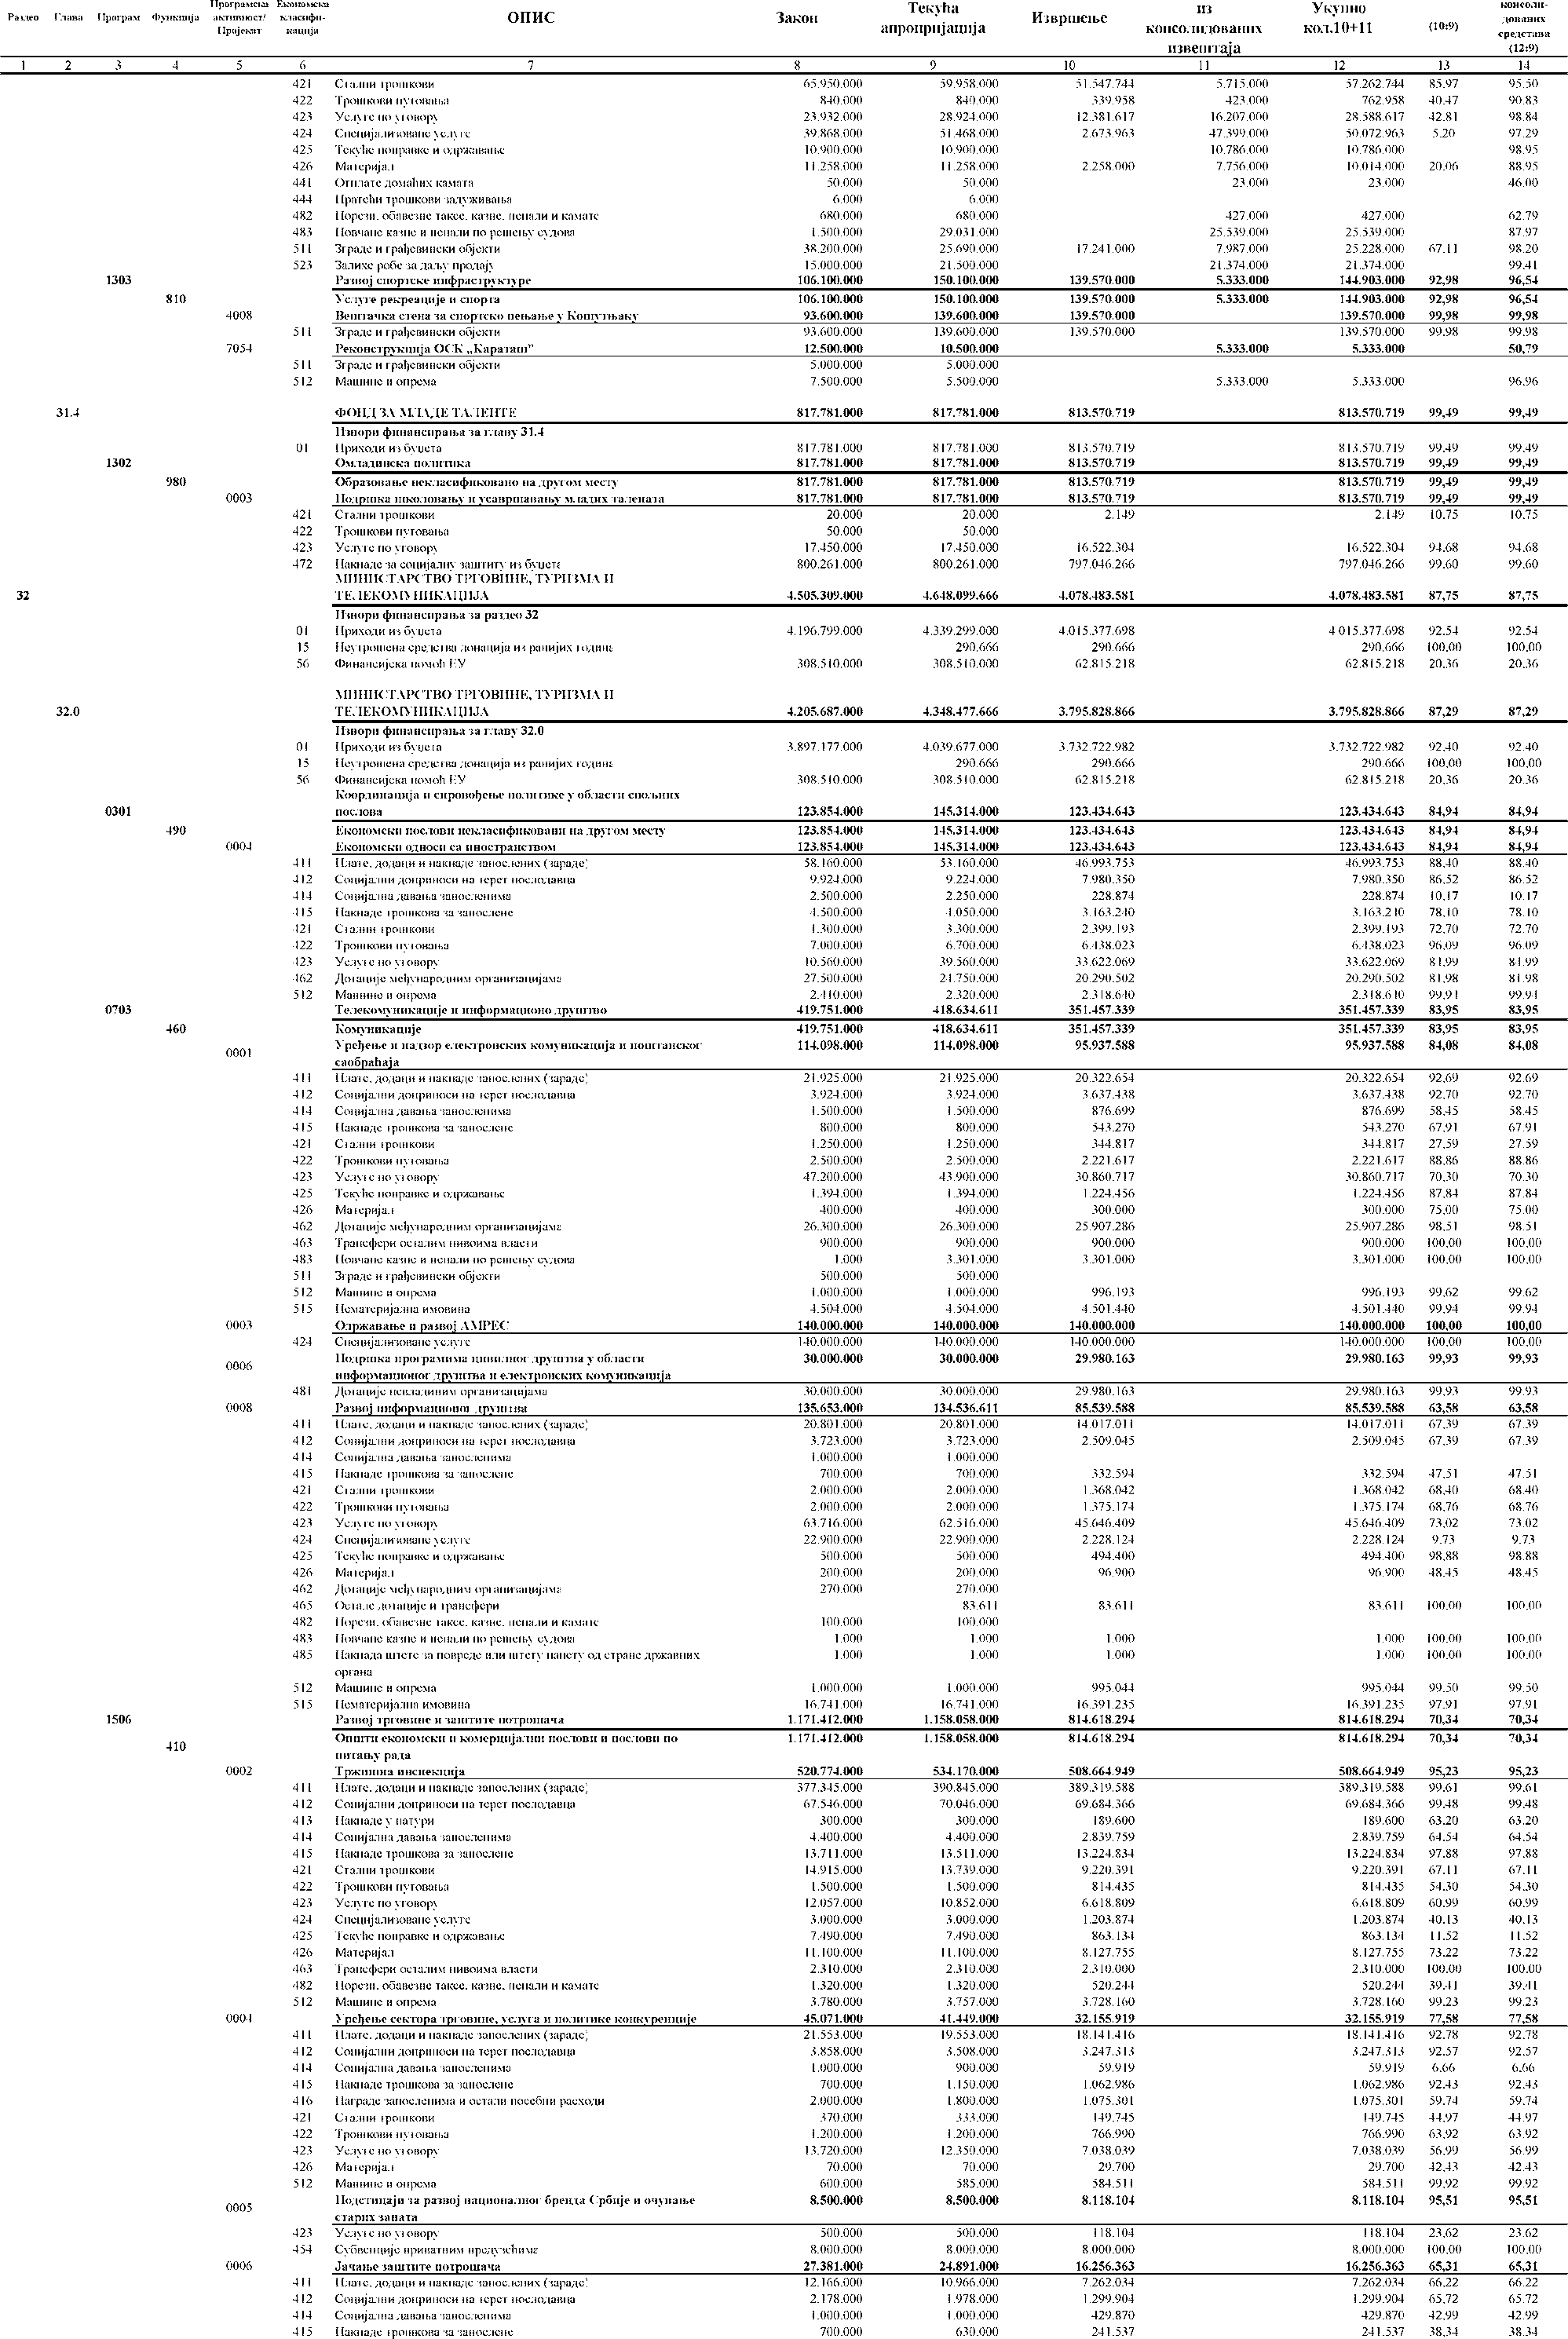 Раздео Глава Програм Функција Програмска активност/ Пројекат Економска класифи- кација ОПИС Закон Текућа апропријација Извршење из консолидованих извештаја Укупно кол.10+11 (10:9) консоли- дованих средстава (12:9)
1 2 3 4 5 6 7 8 9 10 11 12 13 14
421 Стални трошкови 65.950.000 59.958.000 51.547.744 5.715.000 57.262.744 85,97 95,50
422 Трошкови путовања 840.000 840.000 339.958 423.000 762.958 40,47 90,83
423 Услуге по уговору 23.932.000 28.924.000 12.381.617 16.207.000 28.588.617 42,81 98,84
424 Специјализоване услуге 39.868.000 51.468.000 2.673.963 47.399.000 50.072.963 5,20 97,29
425 Текуће поправке и одржавање 10.900.000 10.900.000 10.786.000 10.786.000 98,95
426 Материјал 11.258.000 11.258.000 2.258.000 7.756.000 10.014.000 20,06 88,95
441 Отплате домаћих камата 50.000 50.000 23.000 23.000 46,00
444 Пратећи трошкови задуживања 6.000 6.000
482 Порези, обавезне таксе, казне, пенали и камате 680.000 680.000 427.000 427.000 62,79
483 Новчане казне и пенали по решењу судова 1.500.000 29.031.000 25.539.000 25.539.000 87,97
511 Зграде и грађевински објекти 38.200.000 25.690.000 17.241.000 7.987.000 25.228.000 67,11 98,20
523 Залихе робе за даљу продају 15.000.000 21.500.000 21.374.000 21.374.000 99,41
1303 Развој спортске инфраструктуре 106.100.000 150.100.000 139.570.000 5.333.000 144.903.000 92,98 96,54
810 Услуге рекреације и спорта 106.100.000 150.100.000 139.570.000 5.333.000 144.903.000 92,98 96,54
4008 Вештачка стена за спортско пењање у Кошутњаку 93.600.000 139.600.000 139.570.000 139.570.000 99,98 99,98
511 Зграде и грађевински објекти 93.600.000 139.600.000 139.570.000 139.570.000 99,98 99,98
7054 Реконструкција ОСК „Караташ" 12.500.000 10.500.000 5.333.000 5.333.000 50,79
511 Зграде и грађевински објекти 5.000.000 5.000.000
512 Машине и опрема 7.500.000 5.500.000 5.333.000 5.333.000 96,96
31.4 ФОНД ЗА МЛАДЕ ТАЛЕНТЕ 817.781.000 817.781.000 813.570.719 813.570.719 99,49 99,49
Извори финансирања за главу 31.4
01 Приходи из буџета 817.781.000 817.781.000 813.570.719 813.570.719 99,49 99,49
1302 Омладинска политика 817.781.000 817.781.000 813.570.719 813.570.719 99,49 99,49
980 Образовање некласификовано на другом месту 817.781.000 817.781.000 813.570.719 813.570.719 99,49 99,49
0003 Подршка школовању и усавршавању младих талената 817.781.000 817.781.000 813.570.719 813.570.719 99,49 99,49
421 Стални трошкови 20.000 20.000 2.149 2.149 10,75 10,75
422 Трошкови путовања 50.000 50.000
423 Услуге по уговору 17.450.000 17.450.000 16.522.304 16.522.304 94,68 94,68
472 Накнаде за социјалну заштиту из буџета 800.261.000 800.261.000 797.046.266 797.046.266 99,60 99,60
МИНИСТАРСТВО ТРГОВИНЕ, ТУРИЗМА И
32 ТЕЛЕКОМУНИКАЦИЈА 4.505.309.000 4.648.099.666 4.078.483.581 4.078.483.581 87,75 87,75
Извори финансирања за раздео 32
01 Приходи из буџета 4.196.799.000 4.339.299.000 4.015.377.698 4.015.377.698 92,54 92,54
15 Неутрошена средства донација из ранијих година 290.666 290.666 290.666 100,00 100,00
56 Финансијска помоћ ЕУ 308.510.000 308.510.000 62.815.218 62.815.218 20,36 20,36
МИНИСТАРСТВО ТРГОВИНЕ, ТУРИЗМА И
32.0 ТЕЛЕКОМУНИКАЦИЈА 4.205.687.000 4.348.477.666 3.795.828.866 3.795.828.866 87,29 87,29
Извори финансирања за главу 32.0
01 Приходи из буџета 3.897.177.000 4.039.677.000 3.732.722.982 3.732.722.982 92,40 92,40
15 Неутрошена средства донација из ранијих година 290.666 290.666 290.666 100,00 100,00
56 Финансијска помоћ ЕУ 308.510.000 308.510.000 62.815.218 62.815.218 20,36 20,36
Координација и спровођење политике у области спољних
0301 послова 123.854.000 145.314.000 123.434.643 123.434.643 84,94 84,94
490 Економски послови некласификовани на другом месту 123.854.000 145.314.000 123.434.643 123.434.643 84,94 84,94
0004 Економски односи са иностранством 123.854.000 145.314.000 123.434.643 123.434.643 84,94 84,94
411 Плате, додаци и накнаде запослених (зараде) 58.160.000 53.160.000 46.993.753 46.993.753 88,40 88,40
412 Социјални доприноси на терет послодавца 9.924.000 9.224.000 7.980.350 7.980.350 86,52 86,52
414 Социјална давања запосленима 2.500.000 2.250.000 228.874 228.874 10,17 10,17
415 Накнаде трошкова за запослене 4.500.000 4.050.000 3.163.240 3.163.240 78,10 78,10
421 Стални трошкови 1.300.000 3.300.000 2.399.193 2.399.193 72,70 72,70
422 Трошкови путовања 7.000.000 6.700.000 6.438.023 6.438.023 96,09 96,09
423 Услуге по уговору 10.560.000 39.560.000 33.622.069 33.622.069 84,99 84,99
462 Дотације међународним организацијама 27.500.000 24.750.000 20.290.502 20.290.502 81,98 81,98
512 Машине и опрема 2.410.000 2.320.000 2.318.640 2.318.640 99,94 99,94
0703 Телекомуникације и информационо друштво 419.751.000 418.634.611 351.457.339 351.457.339 83,95 83,95
460 Комуникације 419.751.000 418.634.611 351.457.339 351.457.339 83,95 83,95
0001 Уређење и надзор електронских комуникација и поштанског 114.098.000 114.098.000 95.937.588 95.937.588 84,08 84,08
саобраћаја
411 Плате, додаци и накнаде запослених (зараде) 21.925.000 21.925.000 20.322.654 20.322.654 92,69 92,69
412 Социјални доприноси на терет послодавца 3.924.000 3.924.000 3.637.438 3.637.438 92,70 92,70
414 Социјална давања запосленима 1.500.000 1.500.000 876.699 876.699 58,45 58,45
415 Накнаде трошкова за запослене 800.000 800.000 543.270 543.270 67,91 67,91
421 Стални трошкови 1.250.000 1.250.000 344.817 344.817 27,59 27,59
422 Трошкови путовања 2.500.000 2.500.000 2.221.617 2.221.617 88,86 88,86
423 Услуге по уговору 47.200.000 43.900.000 30.860.717 30.860.717 70,30 70,30
425 Текуће поправке и одржавање 1.394.000 1.394.000 1.224.456 1.224.456 87,84 87,84
426 Материјал 400.000 400.000 300.000 300.000 75,00 75,00
462 Дотације међународним организацијама 26.300.000 26.300.000 25.907.286 25.907.286 98,51 98,51
463 Трансфери осталим нивоима власти 900.000 900.000 900.000 900.000 100,00 100,00
483 Новчане казне и пенали по решењу судова 1.000 3.301.000 3.301.000 3.301.000 100,00 100,00
511 Зграде и грађевински објекти 500.000 500.000
512 Машине и опрема 1.000.000 1.000.000 996.193 996.193 99,62 99,62
515 Нематеријална имовина 4.504.000 4.504.000 4.501.440 4.501.440 99,94 99,94
0003 Одржавање и развој АМРЕС 140.000.000 140.000.000 140.000.000 140.000.000 100,00 100,00
424 Специјализоване услуге 140.000.000 140.000.000 140.000.000 140.000.000 100,00 100,00
0006 Подршка програмима цивилног друштва у области 30.000.000 30.000.000 29.980.163 29.980.163 99,93 99,93
информационог друштва и електронских комуникација
481 Дотације невладиним организацијама 30.000.000 30.000.000 29.980.163 29.980.163 99,93 99,93
0008 Развој информационог друштва 135.653.000 134.536.611 85.539.588 85.539.588 63,58 63,58
411 Плате, додаци и накнаде запослених (зараде) 20.801.000 20.801.000 14.017.011 14.017.011 67,39 67,39
412 Социјални доприноси на терет послодавца 3.723.000 3.723.000 2.509.045 2.509.045 67,39 67,39
414 Социјална давања запосленима 1.000.000 1.000.000
415 Накнаде трошкова за запослене 700.000 700.000 332.594 332.594 47,51 47,51
421 Стални трошкови 2.000.000 2.000.000 1.368.042 1.368.042 68,40 68,40
422 Трошкови путовања 2.000.000 2.000.000 1.375.174 1.375.174 68,76 68,76
423 Услуге по уговору 63.716.000 62.516.000 45.646.409 45.646.409 73,02 73,02
424 Специјализоване услуге 22.900.000 22.900.000 2.228.124 2.228.124 9,73 9,73
425 Текуће поправке и одржавање 500.000 500.000 494.400 494.400 98,88 98,88
426 Материјал 200.000 200.000 96.900 96.900 48,45 48,45
462 Дотације међународним организацијама 270.000 270.000
465 Остале дотације и трансфери 83.611 83.611 83.611 100,00 100,00
482 Порези, обавезне таксе, казне, пенали и камате 100.000 100.000
483 Новчане казне и пенали по решењу судова 1.000 1.000 1.000 1.000 100,00 100,00
485 Накнада штете за повреде или штету нанету од стране државних 1.000 1.000 1.000 1.000 100,00 100,00
органа
512 Машине и опрема 1.000.000 1.000.000 995.044 995.044 99,50 99,50
515 Нематеријална имовина 16.741.000 16.741.000 16.391.235 16.391.235 97,91 97,91
1506 Развој трговине и заштите потрошача 1.171.412.000 1.158.058.000 814.618.294 814.618.294 70,34 70,34
410 Општи економски и комерцијални послови и послови по 1.171.412.000 1.158.058.000 814.618.294 814.618.294 70,34 70,34
питању рада
0002 Тржишна инспекција 520.774.000 534.170.000 508.664.949 508.664.949 95,23 95,23
411 Плате, додаци и накнаде запослених (зараде) 377.345.000 390.845.000 389.319.588 389.319.588 99,61 99,61
412 Социјални доприноси на терет послодавца 67.546.000 70.046.000 69.684.366 69.684.366 99,48 99,48
413 Накнаде у натури 300.000 300.000 189.600 189.600 63,20 63,20
414 Социјална давања запосленима 4.400.000 4.400.000 2.839.759 2.839.759 64,54 64,54
415 Накнаде трошкова за запослене 13.711.000 13.511.000 13.224.834 13.224.834 97,88 97,88
421 Стални трошкови 14.915.000 13.739.000 9.220.391 9.220.391 67,11 67,11
422 Трошкови путовања 1.500.000 1.500.000 814.435 814.435 54,30 54,30
423 Услуге по уговору 12.057.000 10.852.000 6.618.809 6.618.809 60,99 60,99
424 Специјализоване услуге 3.000.000 3.000.000 1.203.874 1.203.874 40,13 40,13
425 Текуће поправке и одржавање 7.490.000 7.490.000 863.134 863.134 11,52 11,52
426 Материјал 11.100.000 11.100.000 8.127.755 8.127.755 73,22 73,22
463 Трансфери осталим нивоима власти 2.310.000 2.310.000 2.310.000 2.310.000 100,00 100,00
482 Порези, обавезне таксе, казне, пенали и камате 1.320.000 1.320.000 520.244 520.244 39,41 39,41
512 Машине и опрема 3.780.000 3.757.000 3.728.160 3.728.160 99,23 99,23
0004 Уређење сектора трговине, услуга и политике конкуренције 45.071.000 41.449.000 32.155.919 32.155.919 77,58 77,58
411 Плате, додаци и накнаде запослених (зараде) 21.553.000 19.553.000 18.141.416 18.141.416 92,78 92,78
412 Социјални доприноси на терет послодавца 3.858.000 3.508.000 3.247.313 3.247.313 92,57 92,57
414 Социјална давања запосленима 1.000.000 900.000 59.919 59.919 6,66 6,66
415 Накнаде трошкова за запослене 700.000 1.150.000 1.062.986 1.062.986 92,43 92,43
416 Награде запосленима и остали посебни расходи 2.000.000 1.800.000 1.075.301 1.075.301 59,74 59,74
421 Стални трошкови 370.000 333.000 149.745 149.745 44,97 44,97
422 Трошкови путовања 1.200.000 1.200.000 766.990 766.990 63,92 63,92
423 Услуге по уговору 13.720.000 12.350.000 7.038.039 7.038.039 56,99 56,99
426 Материјал 70.000 70.000 29.700 29.700 42,43 42,43
512 Машине и опрема 600.000 585.000 584.511 584.511 99,92 99,92
0005 Подстицаји за развој националног бренда Србије и очување 8.500.000 8.500.000 8.118.104 8.118.104 95,51 95,51
старих заната
423 Услуге по уговору 500.000 500.000 118.104 118.104 23,62 23,62
454 Субвенције приватним предузећима 8.000.000 8.000.000 8.000.000 8.000.000 100,00 100,00
0006 Јачање заштите потрошача 27.381.000 24.891.000 16.256.363 16.256.363 65,31 65,31
411 Плате, додаци и накнаде запослених (зараде) 12.166.000 10.966.000 7.262.034 7.262.034 66,22 66,22
412 Социјални доприноси на терет послодавца 2.178.000 1.978.000 1.299.904 1.299.904 65,72 65,72
414 Социјална давања запосленима 1.000.000 1.000.000 429.870 429.870 42,99 42,99
415 Накнаде трошкова за запослене 700.000 630.000 241.537 241.537 38,34 38,34